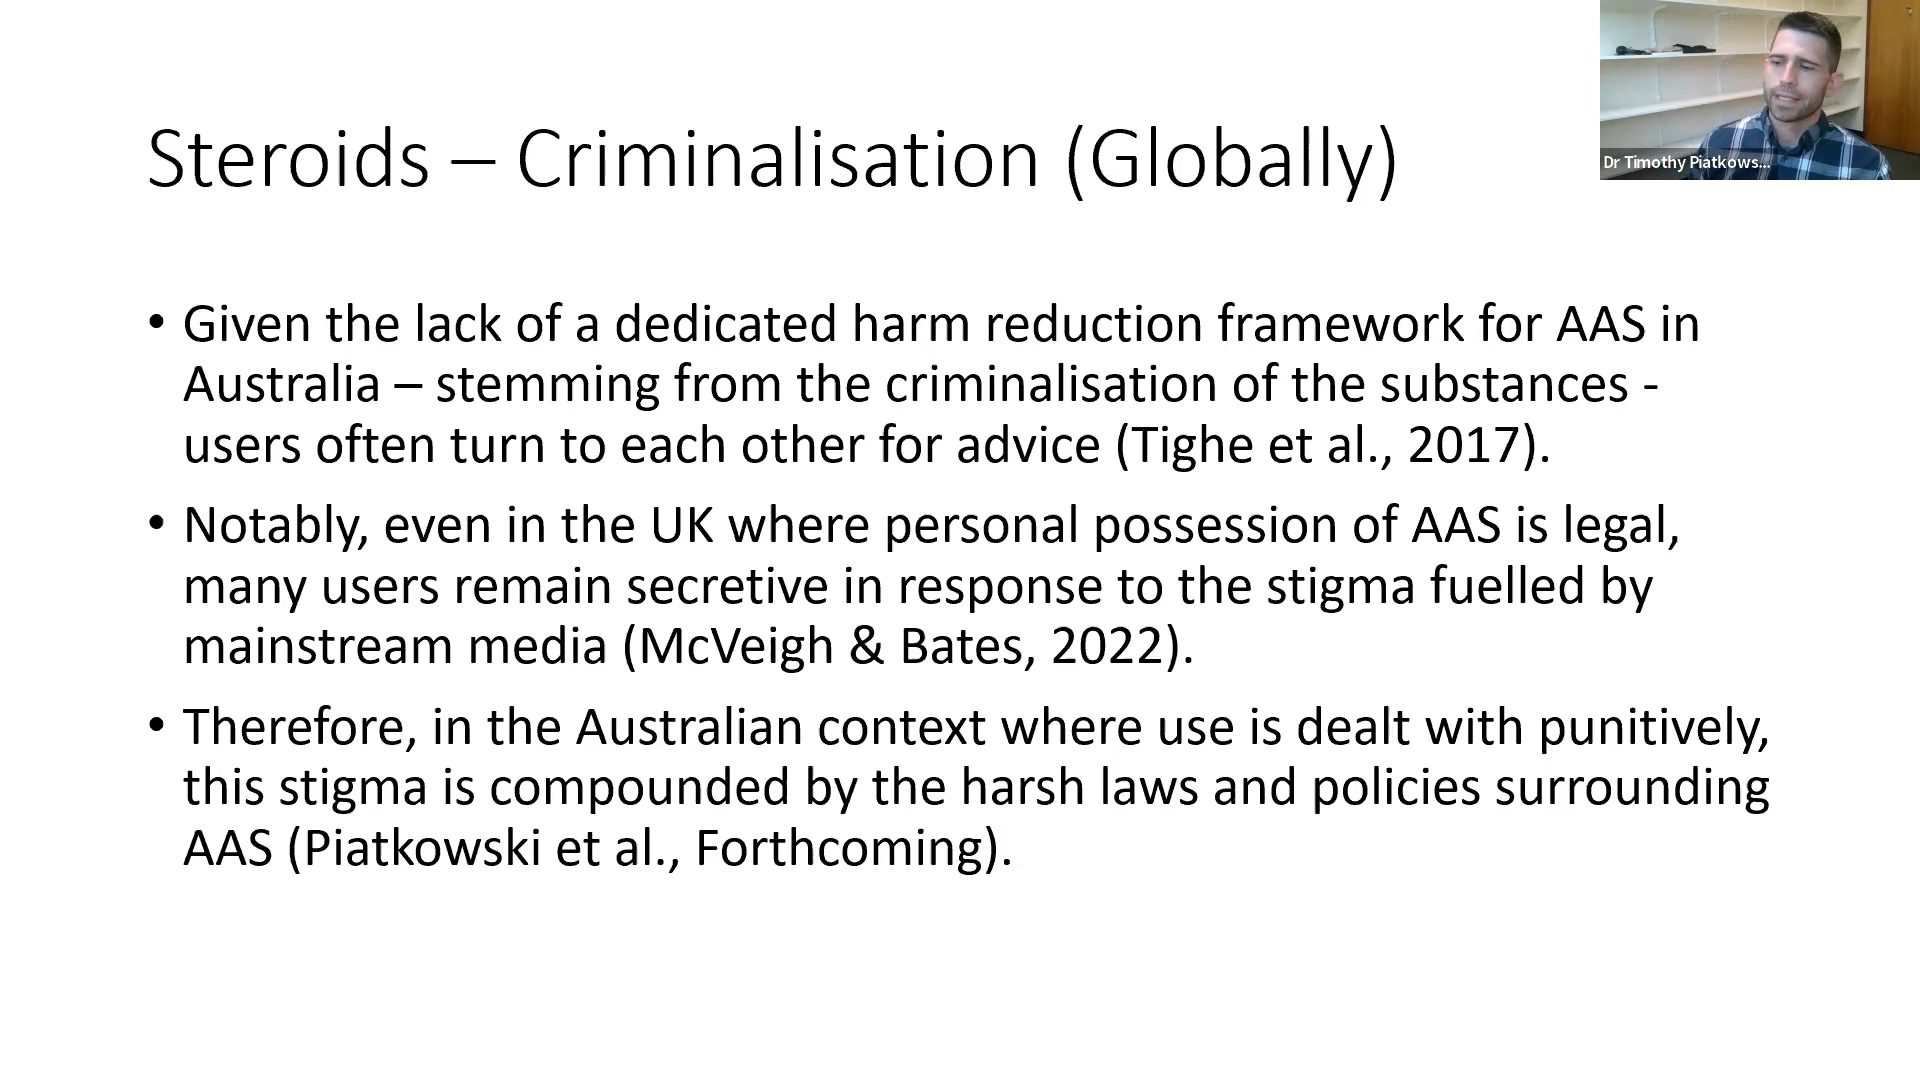 Steroids – Criminalisation (Globally)
Dr Timothy Piatkows...
• Given the lack of a dedicated harm reduction framework for AAS in
Australia – stemming from the criminalisation of the substances -
users often turn to each other for advice (Tighe et al., 2017).
• Notably, even in the UK where personal possession of AAS is legal,
many users remain secretive in response to the stigma fuelled by
mainstream media (McVeigh & Bates, 2022).
• Therefore, in the Australian context where use is dealt with punitively,
this stigma is compounded by the harsh laws and policies surrounding
AAS (Piatkowski et al., Forthcoming).